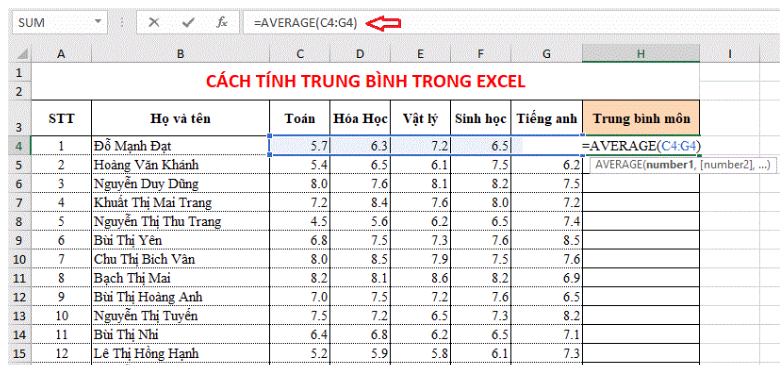 SUM =AVERAGE(C4:G4)
A B C D E F G H I J
1
2 CÁCH TÍNH TRUNG BÌNH TRONG EXCEL
3 STT Họ và tên Toán Hóa Học Vật lý Sinh học Tiếng anh Trung bình môn
4 1 Đỗ Mạnh Đạt 5.7 6.3 7.2 6.5 =AVERAGE(C4:G4)
5 2 Hoàng Văn Khánh 5.4 6.5 6.1 7.5 6.2 AVERAGE(number1, [number2], ...)
6 3 Nguyễn Duy Dũng 8.0 7.6 8.1 8.2 7.5
7 4 Khuất Thị Mai Trang 7.2 8.4 7.6 8.0 7.2
8 5 Nguyễn Thị Thu Trang 4.5 5.6 6.2 6.5 7.4
9 6 Bùi Thị Yên 6.8 7.5 7.3 7.6 8.5
10 7 Chu Thị Bích Vân 8.0 8.5 7.9 7.5 7.6
11 8 Bạch Thị Mai 8.2 8.1 8.6 8.2 6.9
12 9 Bùi Thị Hoàng Anh 7.0 7.5 7.2 7.6 6.5
13 10 Nguyễn Thị Tuyến 7.5 7.2 6.5 7.3 8.2
14 11 Bùi Thị Nhi 6.4 6.8 6.2 6.5 7.1
15 12 Lê Thị Hồng Hạnh 5.2 5.9 5.8 6.1 7.3